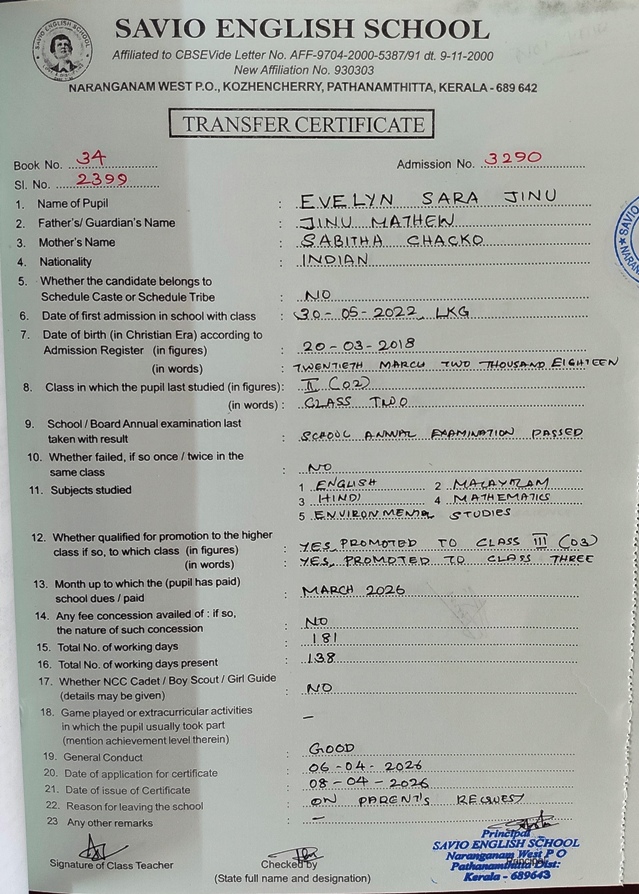 SAVIO ENGLISH SCHOOL
Affiliated to CBSEVide Letter No. AFF-9704-2000-5387/91 dt. 9-11-2000
New Affiliation No. 930303
NARANGANAM WEST P.O., KOZHENCHERRY, PATHANAMTHITTA, KERALA - 689 642
TRANSFER CERTIFICATE
Book No. 34
Admission No. 3290
Sl. No. 2399
1. Name of Pupil : EVELYN SARA JINU
2. Father's/ Guardian's Name : JINU MATHEW
3. Mother's Name : SABITHA CHACKO
4. Nationality : INDIAN
5. Whether the candidate belongs to
Schedule Caste or Schedule Tribe : NO
6. Date of first admission in school with class : 30-05-2022 LKG
7. Date of birth (in Christian Era) according to
Admission Register (in figures) : 20-03-2018
(in words) : TWENTIETH MARCH TWO THOUSAND EIGHTEEN
8. Class in which the pupil last studied (in figures): II (02)
(in words) : CLASS TWO
9. School / Board Annual examination last
taken with result : SCHOOL ANNUAL EXAMINATION PASSED
10. Whether failed, if so once / twice in the
same class : NO
11. Subjects studied : 1 ENGLISH 2 MALAYALAM
3 HINDI 4 MATHEMATICS
5 ENVIRONMENTAL STUDIES
12. Whether qualified for promotion to the higher
class if so, to which class (in figures) : YES, PROMOTED TO CLASS III (03)
(in words) : YES, PROMOTED TO CLASS THREE
13. Month up to which the (pupil has paid)
school dues / paid : MARCH 2026
14. Any fee concession availed of : if so,
the nature of such concession : NO
15. Total No. of working days : 181
16. Total No. of working days present : 138
17. Whether NCC Cadet / Boy Scout / Girl Guide
(details may be given) : NO
18. Game played or extracurricular activities
in which the pupil usually took part : –
(mention achievement level therein)
19. General Conduct : GOOD
20. Date of application for certificate : 06-04-2026
21. Date of issue of Certificate : 08-04-2026
22. Reason for leaving the school : ON PARENT'S REQUEST
23 Any other remarks : –
Signature of Class Teacher
Checked by
(State full name and designation)
Principal
SAVIO ENGLISH SCHOOL
Naranganam West P O
Pathanamthitta Dist:
Kerala - 689643